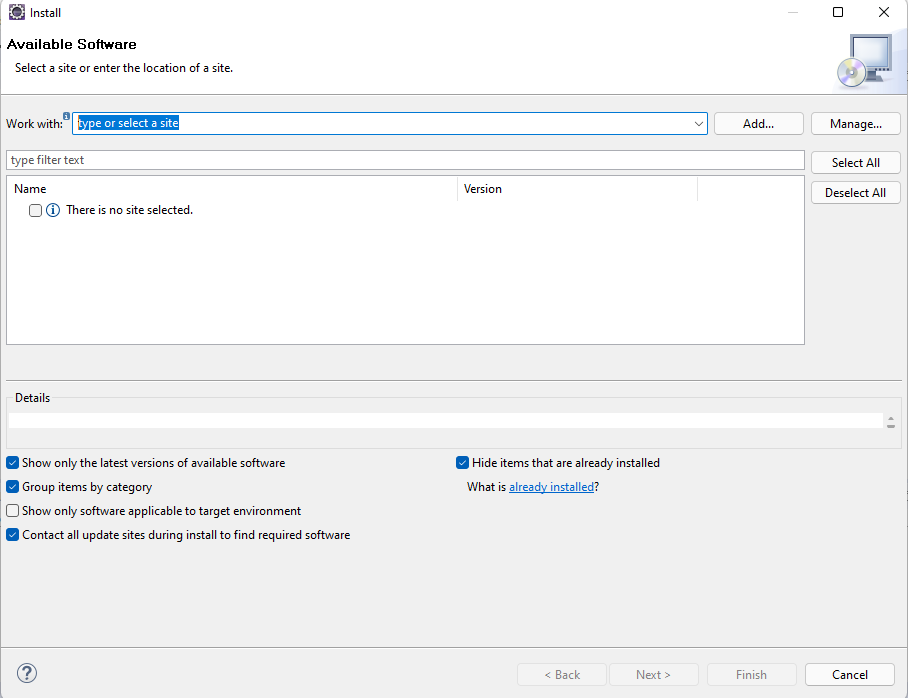 Install
Available Software
Select a site or enter the location of a site.
Work with: type or select a site Add... Manage...
type filter text Select All
Name Version Deselect All
There is no site selected.
Details
Show only the latest versions of available software Hide items that are already installed
Group items by category What is already installed?
Show only software applicable to target environment
Contact all update sites during install to find required software
? < Back Next > Finish Cancel